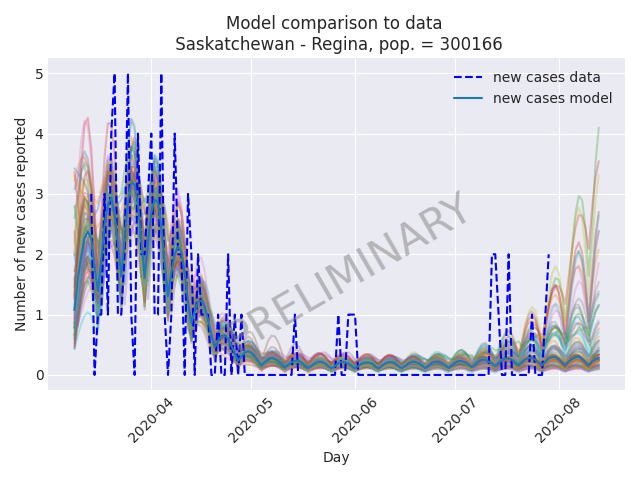 Model comparison to data
Saskatchewan - Regina, pop. = 300166
new cases data
new cases model
PRELIMINARY
Number of new cases reported
5
4
3
2
1
0
2020-04
2020-05
2020-06
2020-07
2020-08
Day